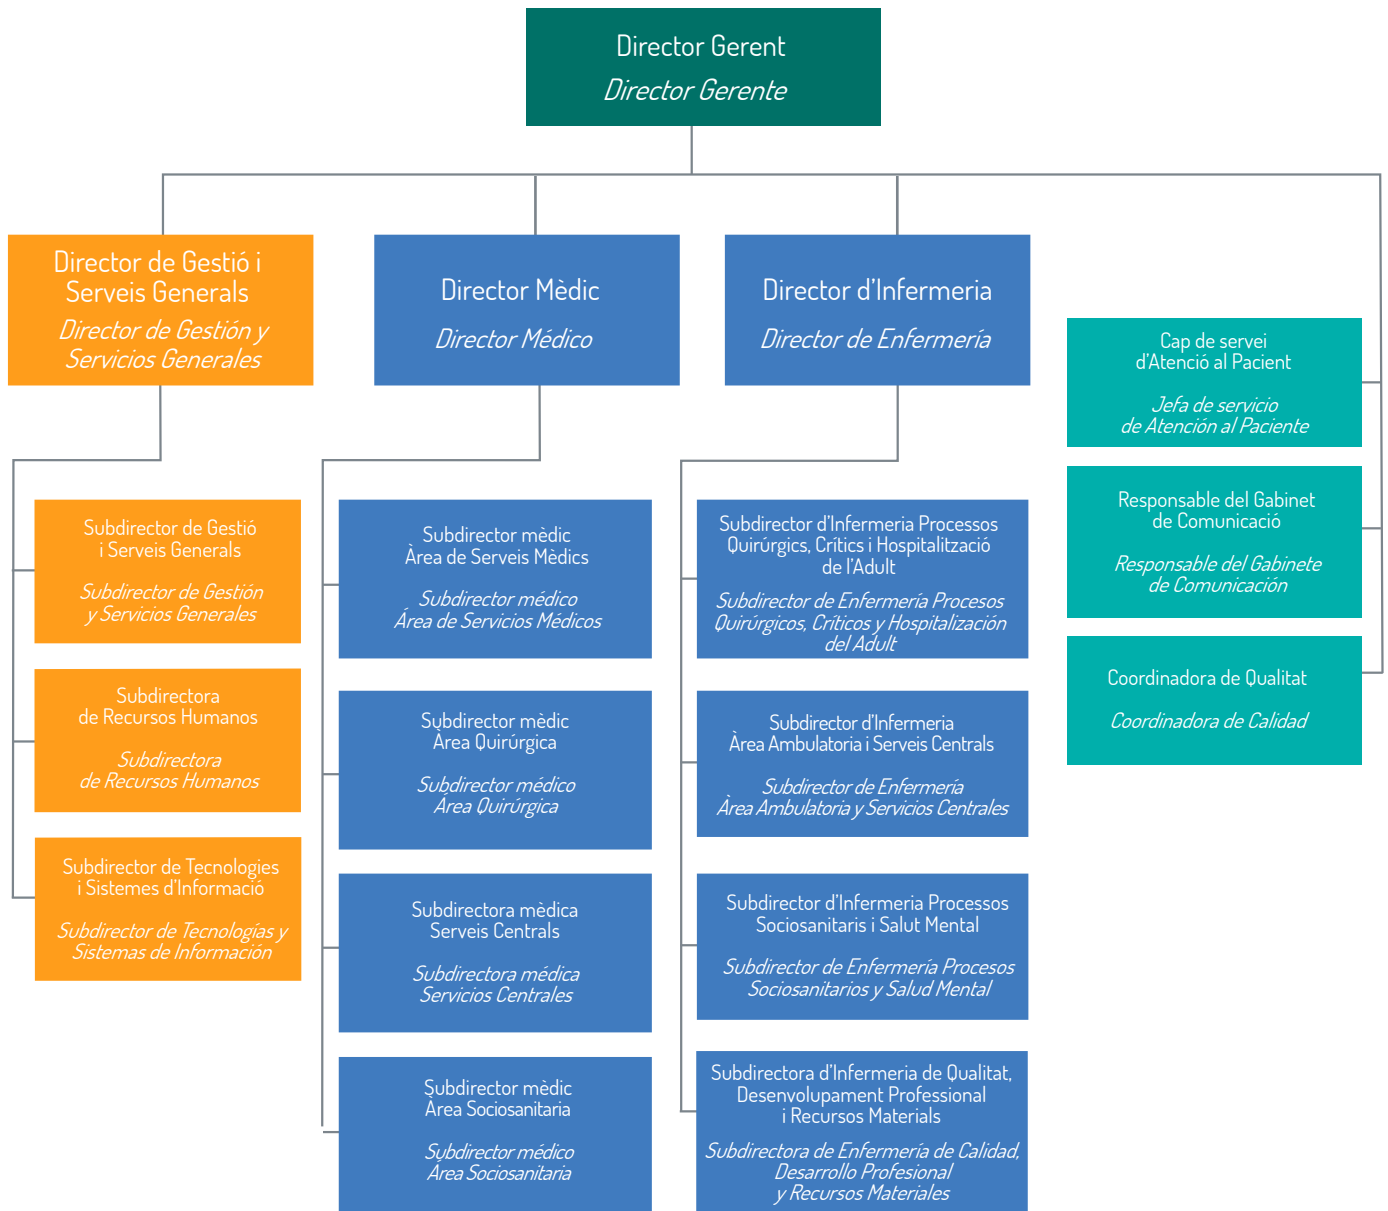 Director Gerent
Director Gerente
Director de Gestió i
Serveis Generals
Director de Gestión y
Servicios Generales
Director Mèdic
Director Médico
Director d'Infermeria
Director de Enfermería
Cap de servei
d'Atenció al Pacient
Jefa de servicio
de Atención al Paciente
Responsable del Gabinet
de Comunicació
Responsable del Gabinete
de Comunicación
Coordinadora de Qualitat
Coordinadora de Calidad
Subdirector de Gestió
i Serveis Generals
Subdirector de Gestión
y Servicios Generales
Subdirectora
de Recursos Humanos
Subdirectora
de Recursos Humanos
Subdirector de Tecnologies
i Sistemes d'Informació
Subdirector de Tecnologías y
Sistemas de Información
Subdirector mèdic
Àrea de Serveis Mèdics
Subdirector médico
Área de Servicios Médicos
Subdirector mèdic
Àrea Quirúrgica
Subdirector médico
Área Quirúrgica
Subdirectora mèdica
Serveis Centrals
Subdirectora médica
Servicios Centrales
Subdirector mèdic
Àrea Sociosanitaria
Subdirector médico
Área Sociosanitaria
Subdirector d'Infermeria Processos
Quirúrgics, Crítics i Hospitalització
de l'Adult
Subdirector de Enfermería Procesos
Quirúrgicos, Críticos y Hospitalización
del Adult
Subdirector d'Infermeria
Àrea Ambulatoria i Serveis Centrals
Subdirector de Enfermería
Àrea Ambulatoria y Servicios Centrales
Subdirector d'Infermeria Processos
Sociosanitaris i Salut Mental
Subdirector de Enfermería Procesos
Sociosanitarios y Salud Mental
Subdirectora d'Infermeria de Qualitat,
Desenvolupament Professional
i Recursos Materials
Subdirectora de Enfermería de Calidad,
Desarrollo Profesional
y Recursos Materiales